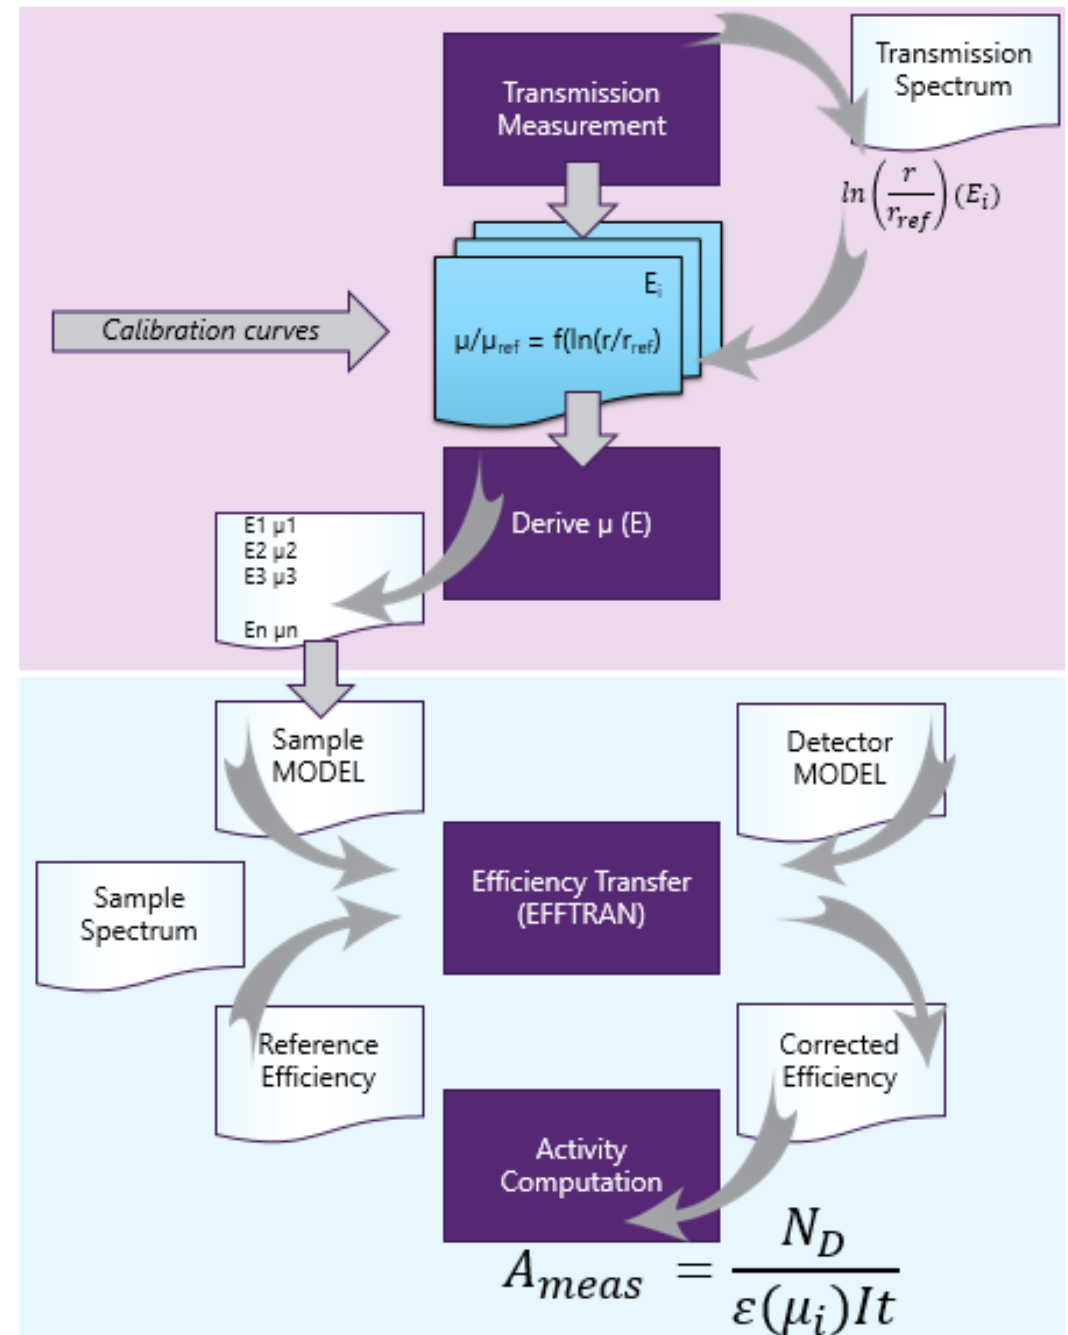 Transmission
Measurement
Transmission
Spectrum
ln(r/r_ref)(E_i)
Calibration curves
E_i
μ/μ_ref = f(ln(r/r_ref)
Derive μ (E)
E1 μ1
E2 μ2
E3 μ3
En μn
Sample
MODEL
Detector
MODEL
Efficiency Transfer
(EFFTRAN)
Sample
Spectrum
Reference
Efficiency
Corrected
Efficiency
Activity
Computation
A_meas = N_D / ε(μ_i)It